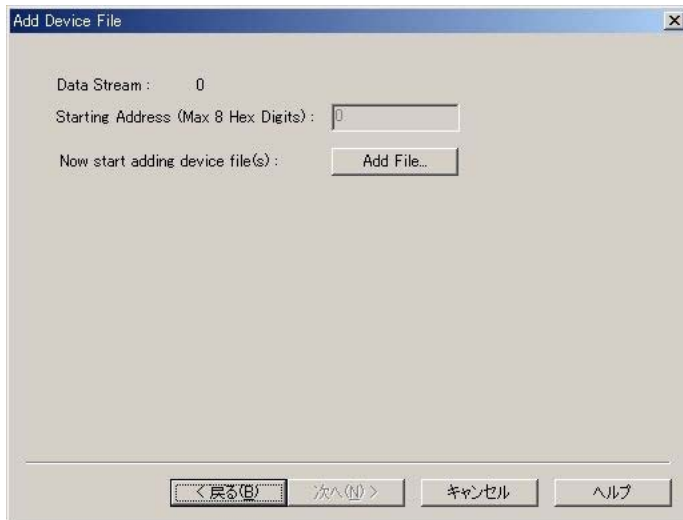 Add Device File
Data Stream : 0
Starting Address (Max 8 Hex Digits) : 0
Now start adding device file(s) : Add File...
< 戻る(B) 次へ(N) > キャンセル ヘルプ